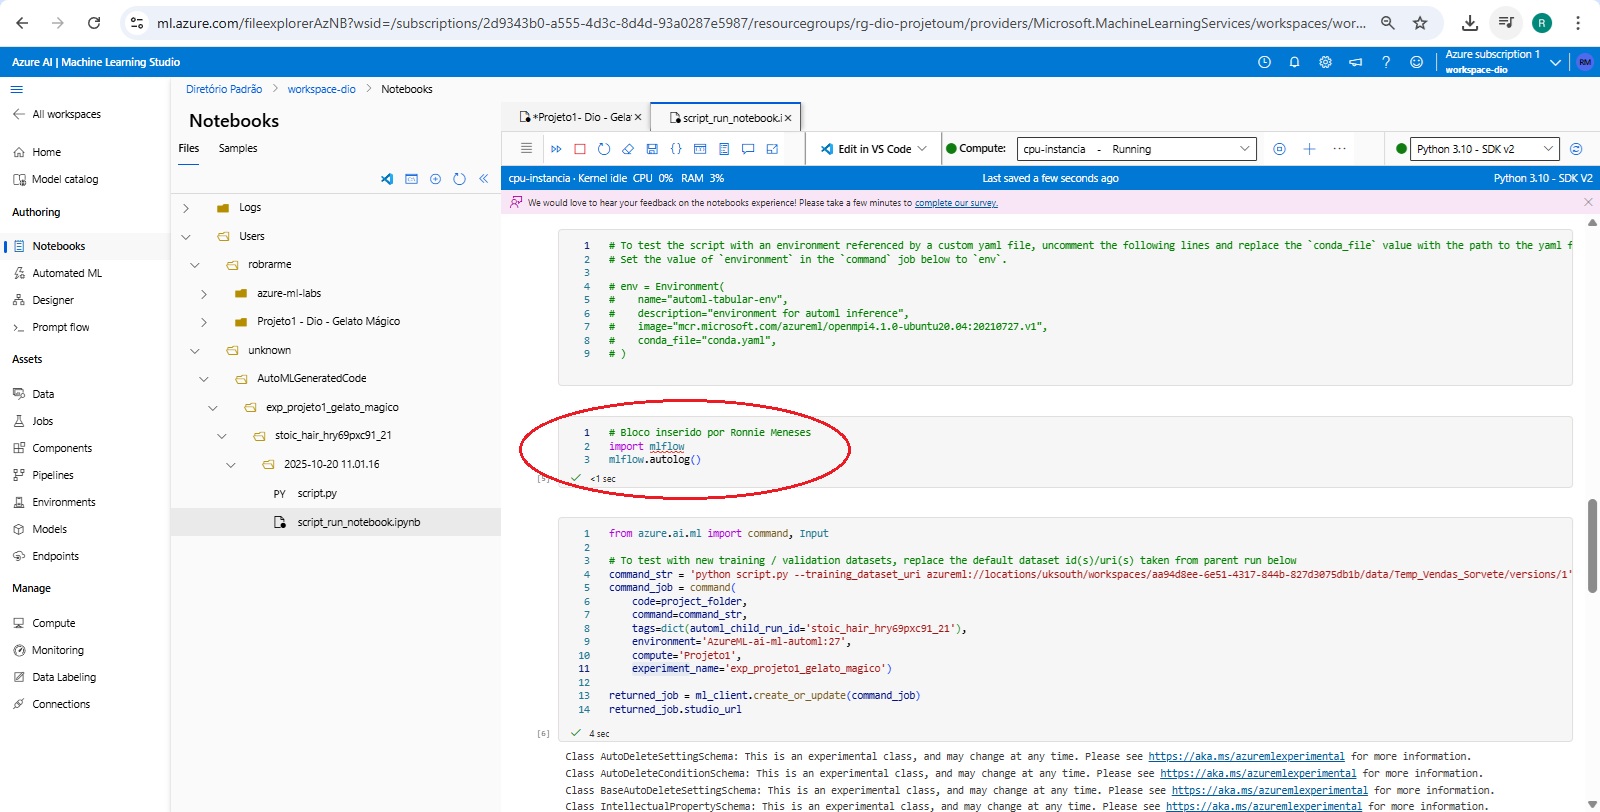 ml.azure.com/fileexplorerAzNB?wsid=/subscriptions/2d9343b0-a555-4d3c-8d4d-93a0287e5987/resourcegroups/rg-dio-projetoum/providers/Microsoft.MachineLearningServices/workspaces/wor...
R
Azure AI | Machine Learning Studio
Azure subscription 1
workspace-dio
RM
All workspaces
Home
Model catalog
Authoring
Notebooks
Automated ML
Designer
Prompt flow
Assets
Data
Jobs
Components
Pipelines
Environments
Models
Endpoints
Manage
Compute
Monitoring
Data Labeling
Connections
Diretório Padrão > workspace-dio > Notebooks
Notebooks
Files Samples
Logs
Users
robrarme
azure-ml-labs
Projeto1 - Dio - Gelato Mágico
unknown
AutoMLGeneratedCode
exp_projeto1_gelato_magico
stoic_hair_hry69pxc91_21
2025-10-20 11.01.16
PY script.py
script_run_notebook.ipynb
*Projeto1- Dio - Gela
script_run_notebook.i
Edit in VS Code
Compute: cpu-instancia - Running
Python 3.10 - SDK v2
cpu-instancia · Kernel idle CPU 0% RAM 3%
Last saved a few seconds ago
Python 3.10 - SDK V2
We would love to hear your feedback on the notebooks experience! Please take a few minutes to complete our survey.
1 # To test the script with an environment referenced by a custom yaml file, uncomment the following lines and replace the `conda_file` value with the path to the yaml f
2 # Set the value of `environment` in the `command` job below to `env`.
3
4 # env = Environment(
5 #    name="automl-tabular-env",
6 #    description="environment for automl inference",
7 #    image="mcr.microsoft.com/azureml/openmpi4.1.0-ubuntu20.04:20210727.v1",
8 #    conda_file="conda.yaml",
9 # )
1 # Bloco inserido por Ronnie Meneses
2 import mlflow
3 mlflow.autolog()
[5] <1 sec
1 from azure.ai.ml import command, Input
2
3 # To test with new training / validation datasets, replace the default dataset id(s)/uri(s) taken from parent run below
4 command_str = 'python script.py --training_dataset_uri azureml://locations/uksouth/workspaces/aa94d8ee-6e51-4317-844b-827d3075db1b/data/Temp_Vendas_Sorvete/versions/1'
5 command_job = command(
6     code=project_folder,
7     command=command_str,
8     tags=dict(automl_child_run_id='stoic_hair_hry69pxc91_21'),
9     environment='AzureML-ai-ml-automl:27',
10     compute='Projeto1',
11     experiment_name='exp_projeto1_gelato_magico')
12
13 returned_job = ml_client.create_or_update(command_job)
14 returned_job.studio_url
[6] 4 sec
Class AutoDeleteSettingSchema: This is an experimental class, and may change at any time. Please see https://aka.ms/azuremlexperimental for more information.
Class AutoDeleteConditionSchema: This is an experimental class, and may change at any time. Please see https://aka.ms/azuremlexperimental for more information.
Class BaseAutoDeleteSettingSchema: This is an experimental class, and may change at any time. Please see https://aka.ms/azuremlexperimental for more information.
Class IntellectualPropertySchema: This is an experimental class, and may change at any time. Please see https://aka.ms/azuremlexperimental for more information.